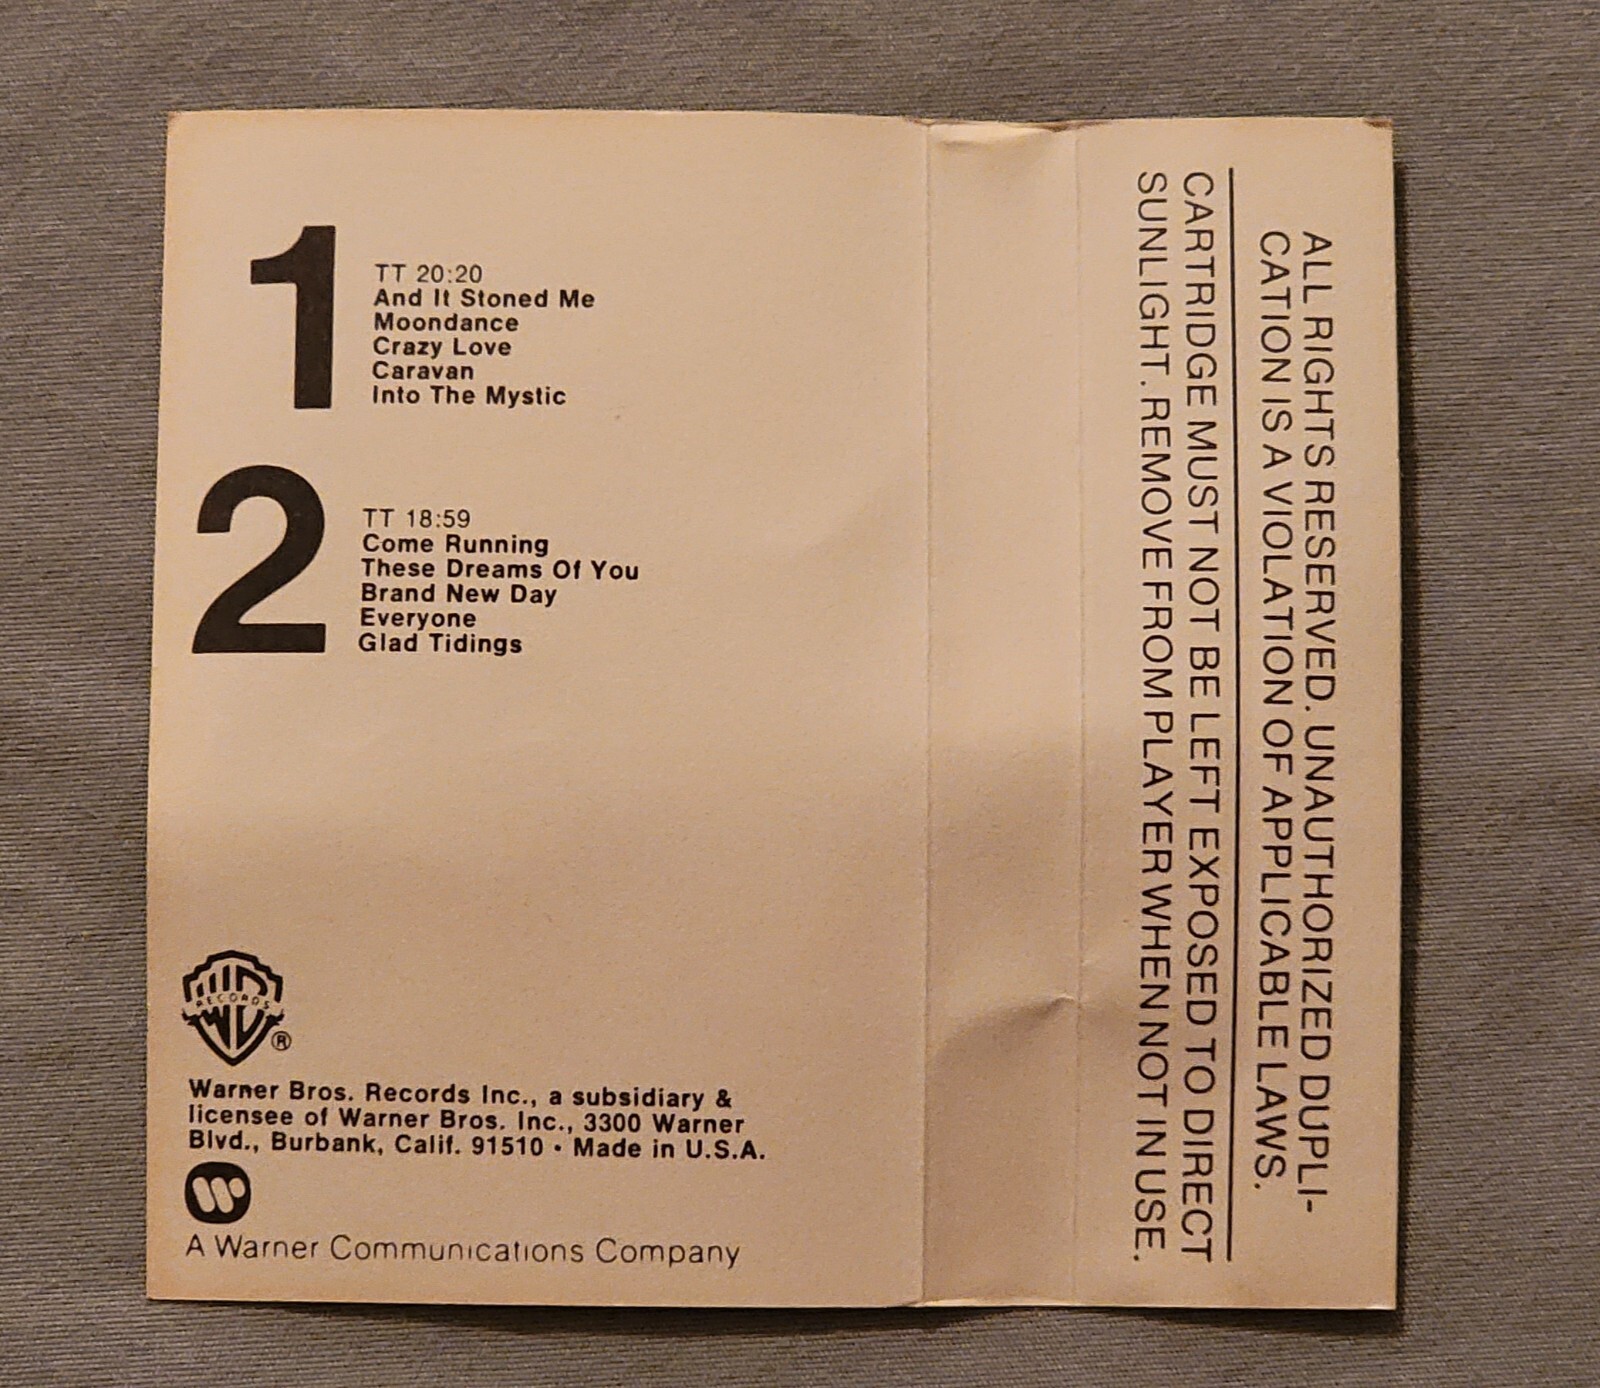 1
TT 20:20
And It Stoned Me
Moondance
Crazy Love
Caravan
Into The Mystic
2
TT 18:59
Come Running
These Dreams Of You
Brand New Day
Everyone
Glad Tidings
RECORDS
®
Warner Bros. Records Inc., a subsidiary &
licensee of Warner Bros. Inc., 3300 Warner
Blvd., Burbank, Calif. 91510 • Made in U.S.A.
A Warner Communications Company
ALL RIGHTS RESERVED. UNAUTHORIZED DUPLI-
CATION IS A VIOLATION OF APPLICABLE LAWS.
CARTRIDGE MUST NOT BE LEFT EXPOSED TO DIRECT
SUNLIGHT. REMOVE FROM PLAYER WHEN NOT IN USE.